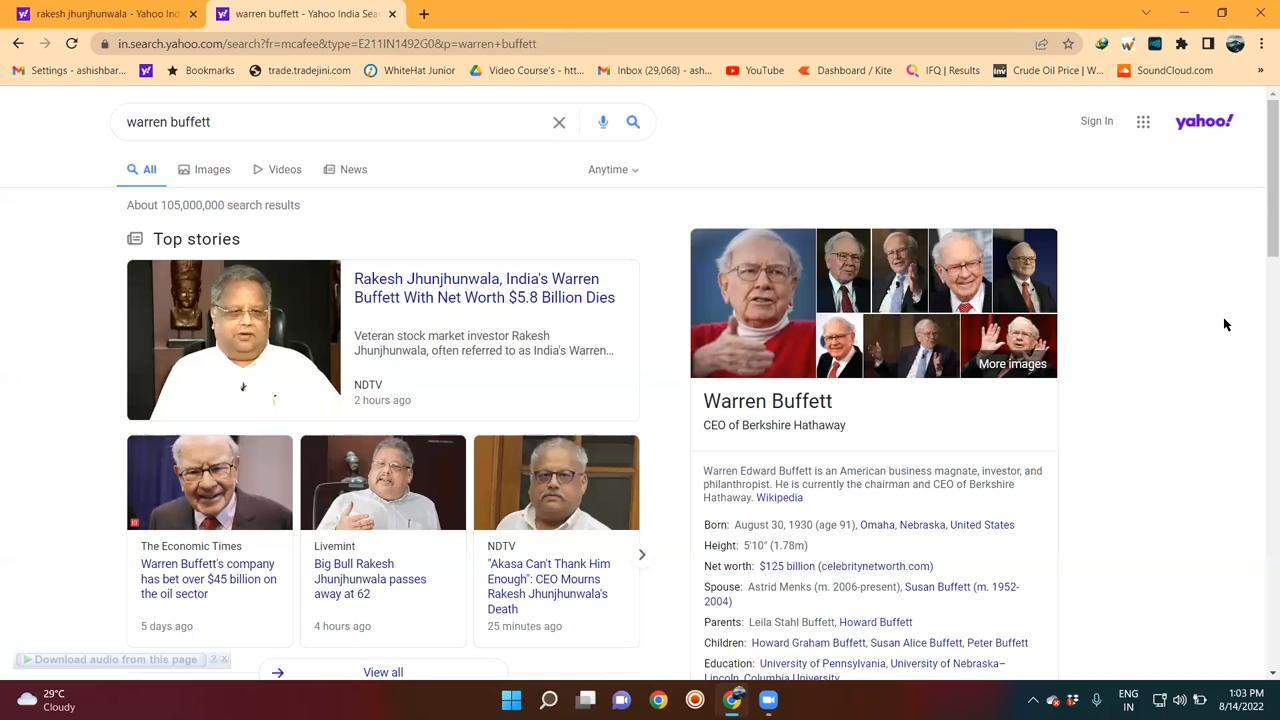 rakesh jhunjhunwala - Yahoo Ind
warren buffett - Yahoo India Sea
in.search.yahoo.com/search?fr=mcafee&type=E211IN1492G0&p=warren+buffett
Settings - ashishbar...
Bookmarks
trade.tradejini.com
WhiteHat Junior
Video Course's - htt...
Inbox (29,068) - ash...
YouTube
Dashboard / Kite
IFQ | Results
Inv
Crude Oil Price | W...
SoundCloud.com
»
warren buffett
Sign In
yahoo!
All
Images
Videos
News
Anytime
About 105,000,000 search results
Top stories
Rakesh Jhunjhunwala, India's Warren
Buffett With Net Worth $5.8 Billion Dies
Veteran stock market investor Rakesh
Jhunjhunwala, often referred to as India's Warren...
NDTV
2 hours ago
The Economic Times
Warren Buffett's company
has bet over $45 billion on
the oil sector
5 days ago
Livemint
Big Bull Rakesh
Jhunjhunwala passes
away at 62
4 hours ago
NDTV
"Akasa Can't Thank Him
Enough": CEO Mourns
Rakesh Jhunjhunwala's
Death
25 minutes ago
View all
More images
Warren Buffett
CEO of Berkshire Hathaway
Warren Edward Buffett is an American business magnate, investor, and
philanthropist. He is currently the chairman and CEO of Berkshire
Hathaway. Wikipedia
Born: August 30, 1930 (age 91), Omaha, Nebraska, United States
Height: 5'10" (1.78m)
Net worth: $125 billion (celebritynetworth.com)
Spouse: Astrid Menks (m. 2006-present), Susan Buffett (m. 1952-
2004)
Parents: Leila Stahl Buffett, Howard Buffett
Children: Howard Graham Buffett, Susan Alice Buffett, Peter Buffett
Education: University of Pennsylvania, University of Nebraska–
Lincoln, Columbia University
Download audio from this page ? X
29°C
Cloudy
ENG
IN
1:03 PM
8/14/2022